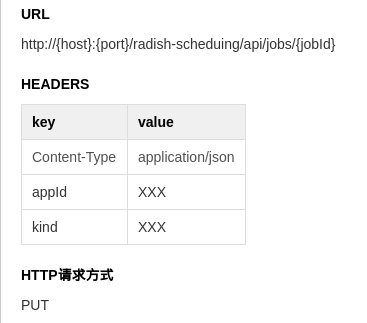 URL
http://{host}:{port}/radish-scheduing/api/jobs/{jobId}
HEADERS
key value
Content-Type application/json
appId XXX
kind XXX
HTTP请求方式
PUT